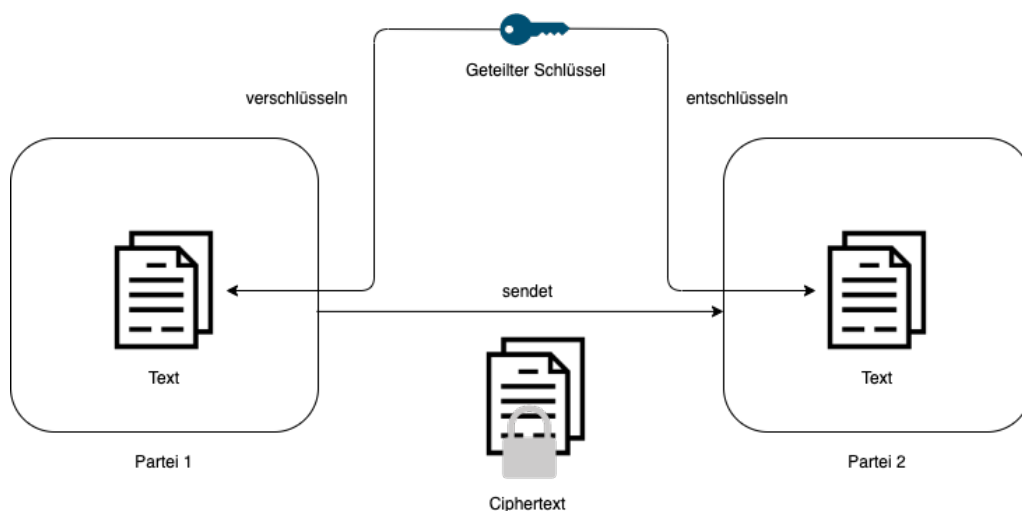 Geteilter Schlüssel
verschlüsseln
entschlüsseln
sendet
Text
Text
Partei 1
Partei 2
Ciphertext